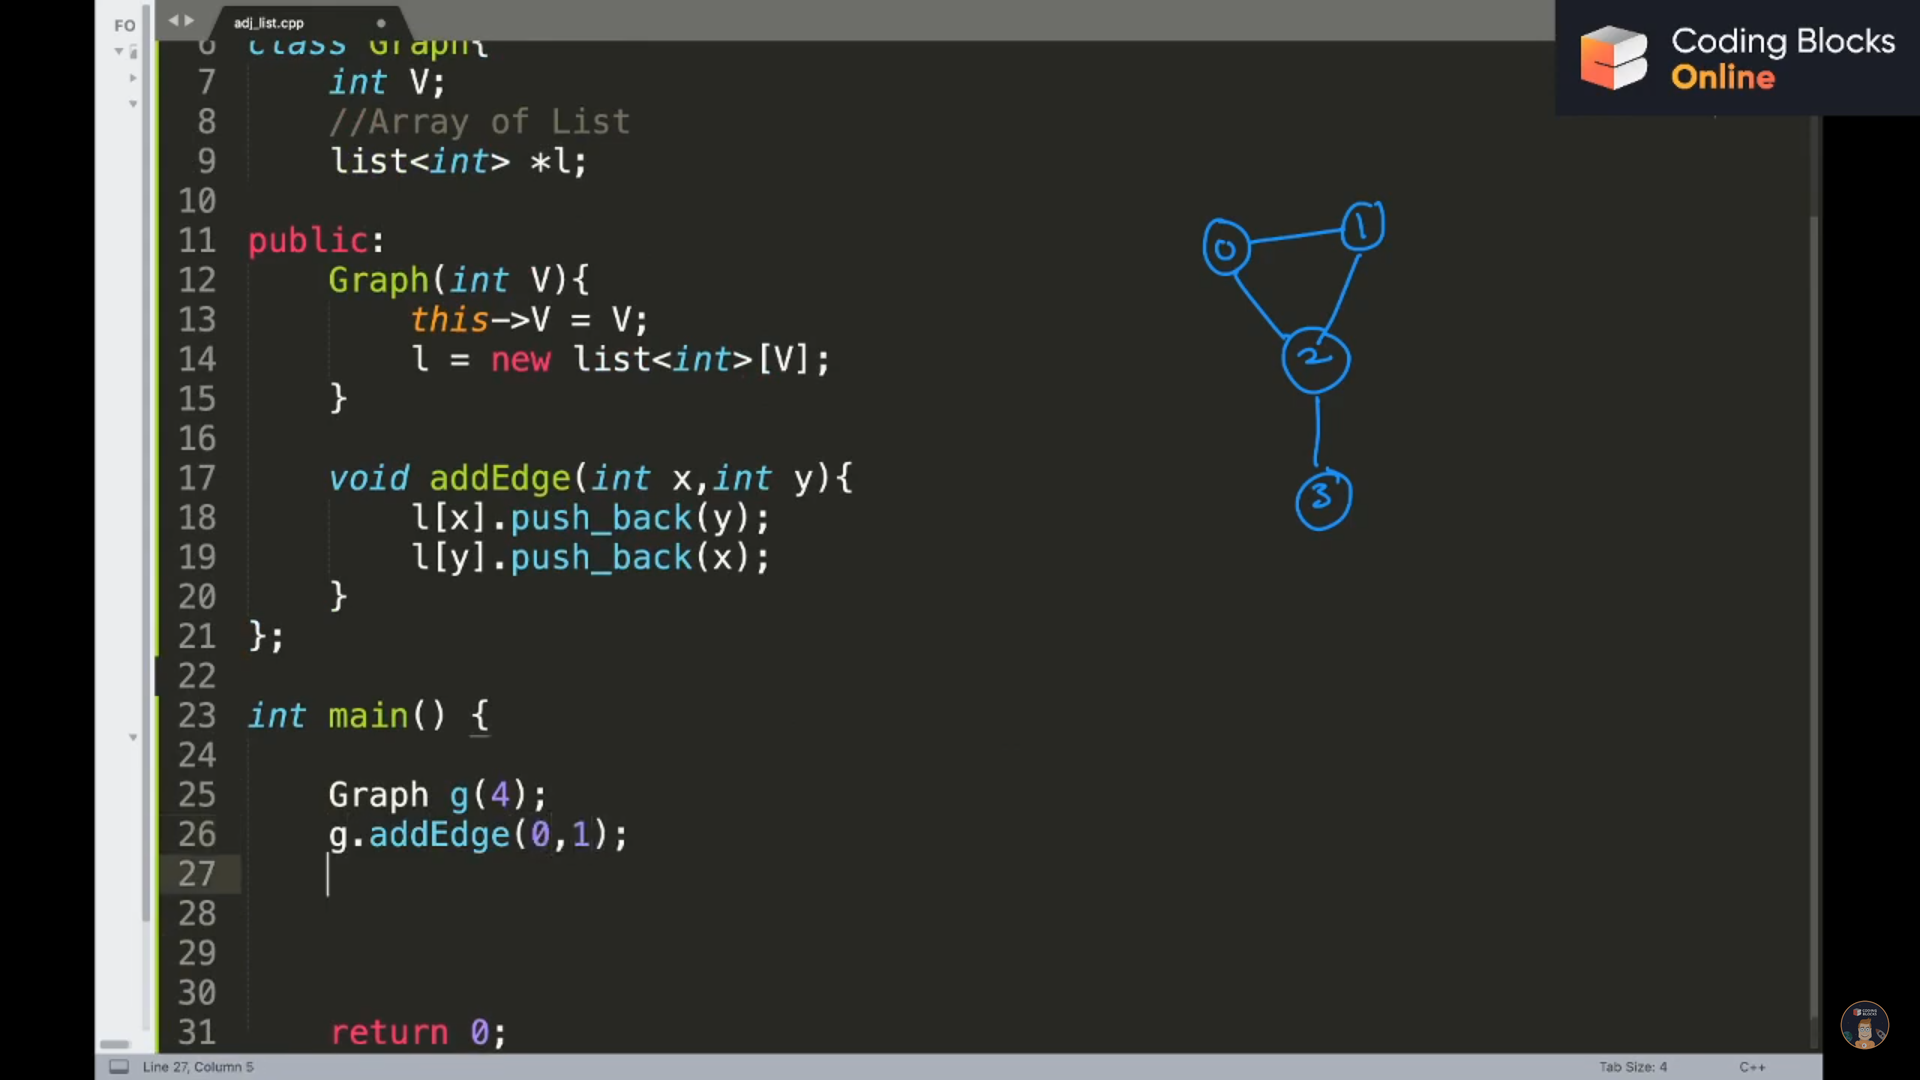 FO
adj_list.cpp
Coding Blocks
Online
6 class Graph{
7 int V;
8 //Array of List
9 list<int> *l;
10
11 public:
12 Graph(int V){
13 this->V = V;
14 l = new list<int>[V];
15 }
16
17 void addEdge(int x,int y){
18 l[x].push_back(y);
19 l[y].push_back(x);
20 }
21 };
22
23 int main() {
24
25 Graph g(4);
26 g.addEdge(0,1);
27
28
29
30
31 return 0;
0
1
2
3
Line 27, Column 5
Tab Size: 4
C++